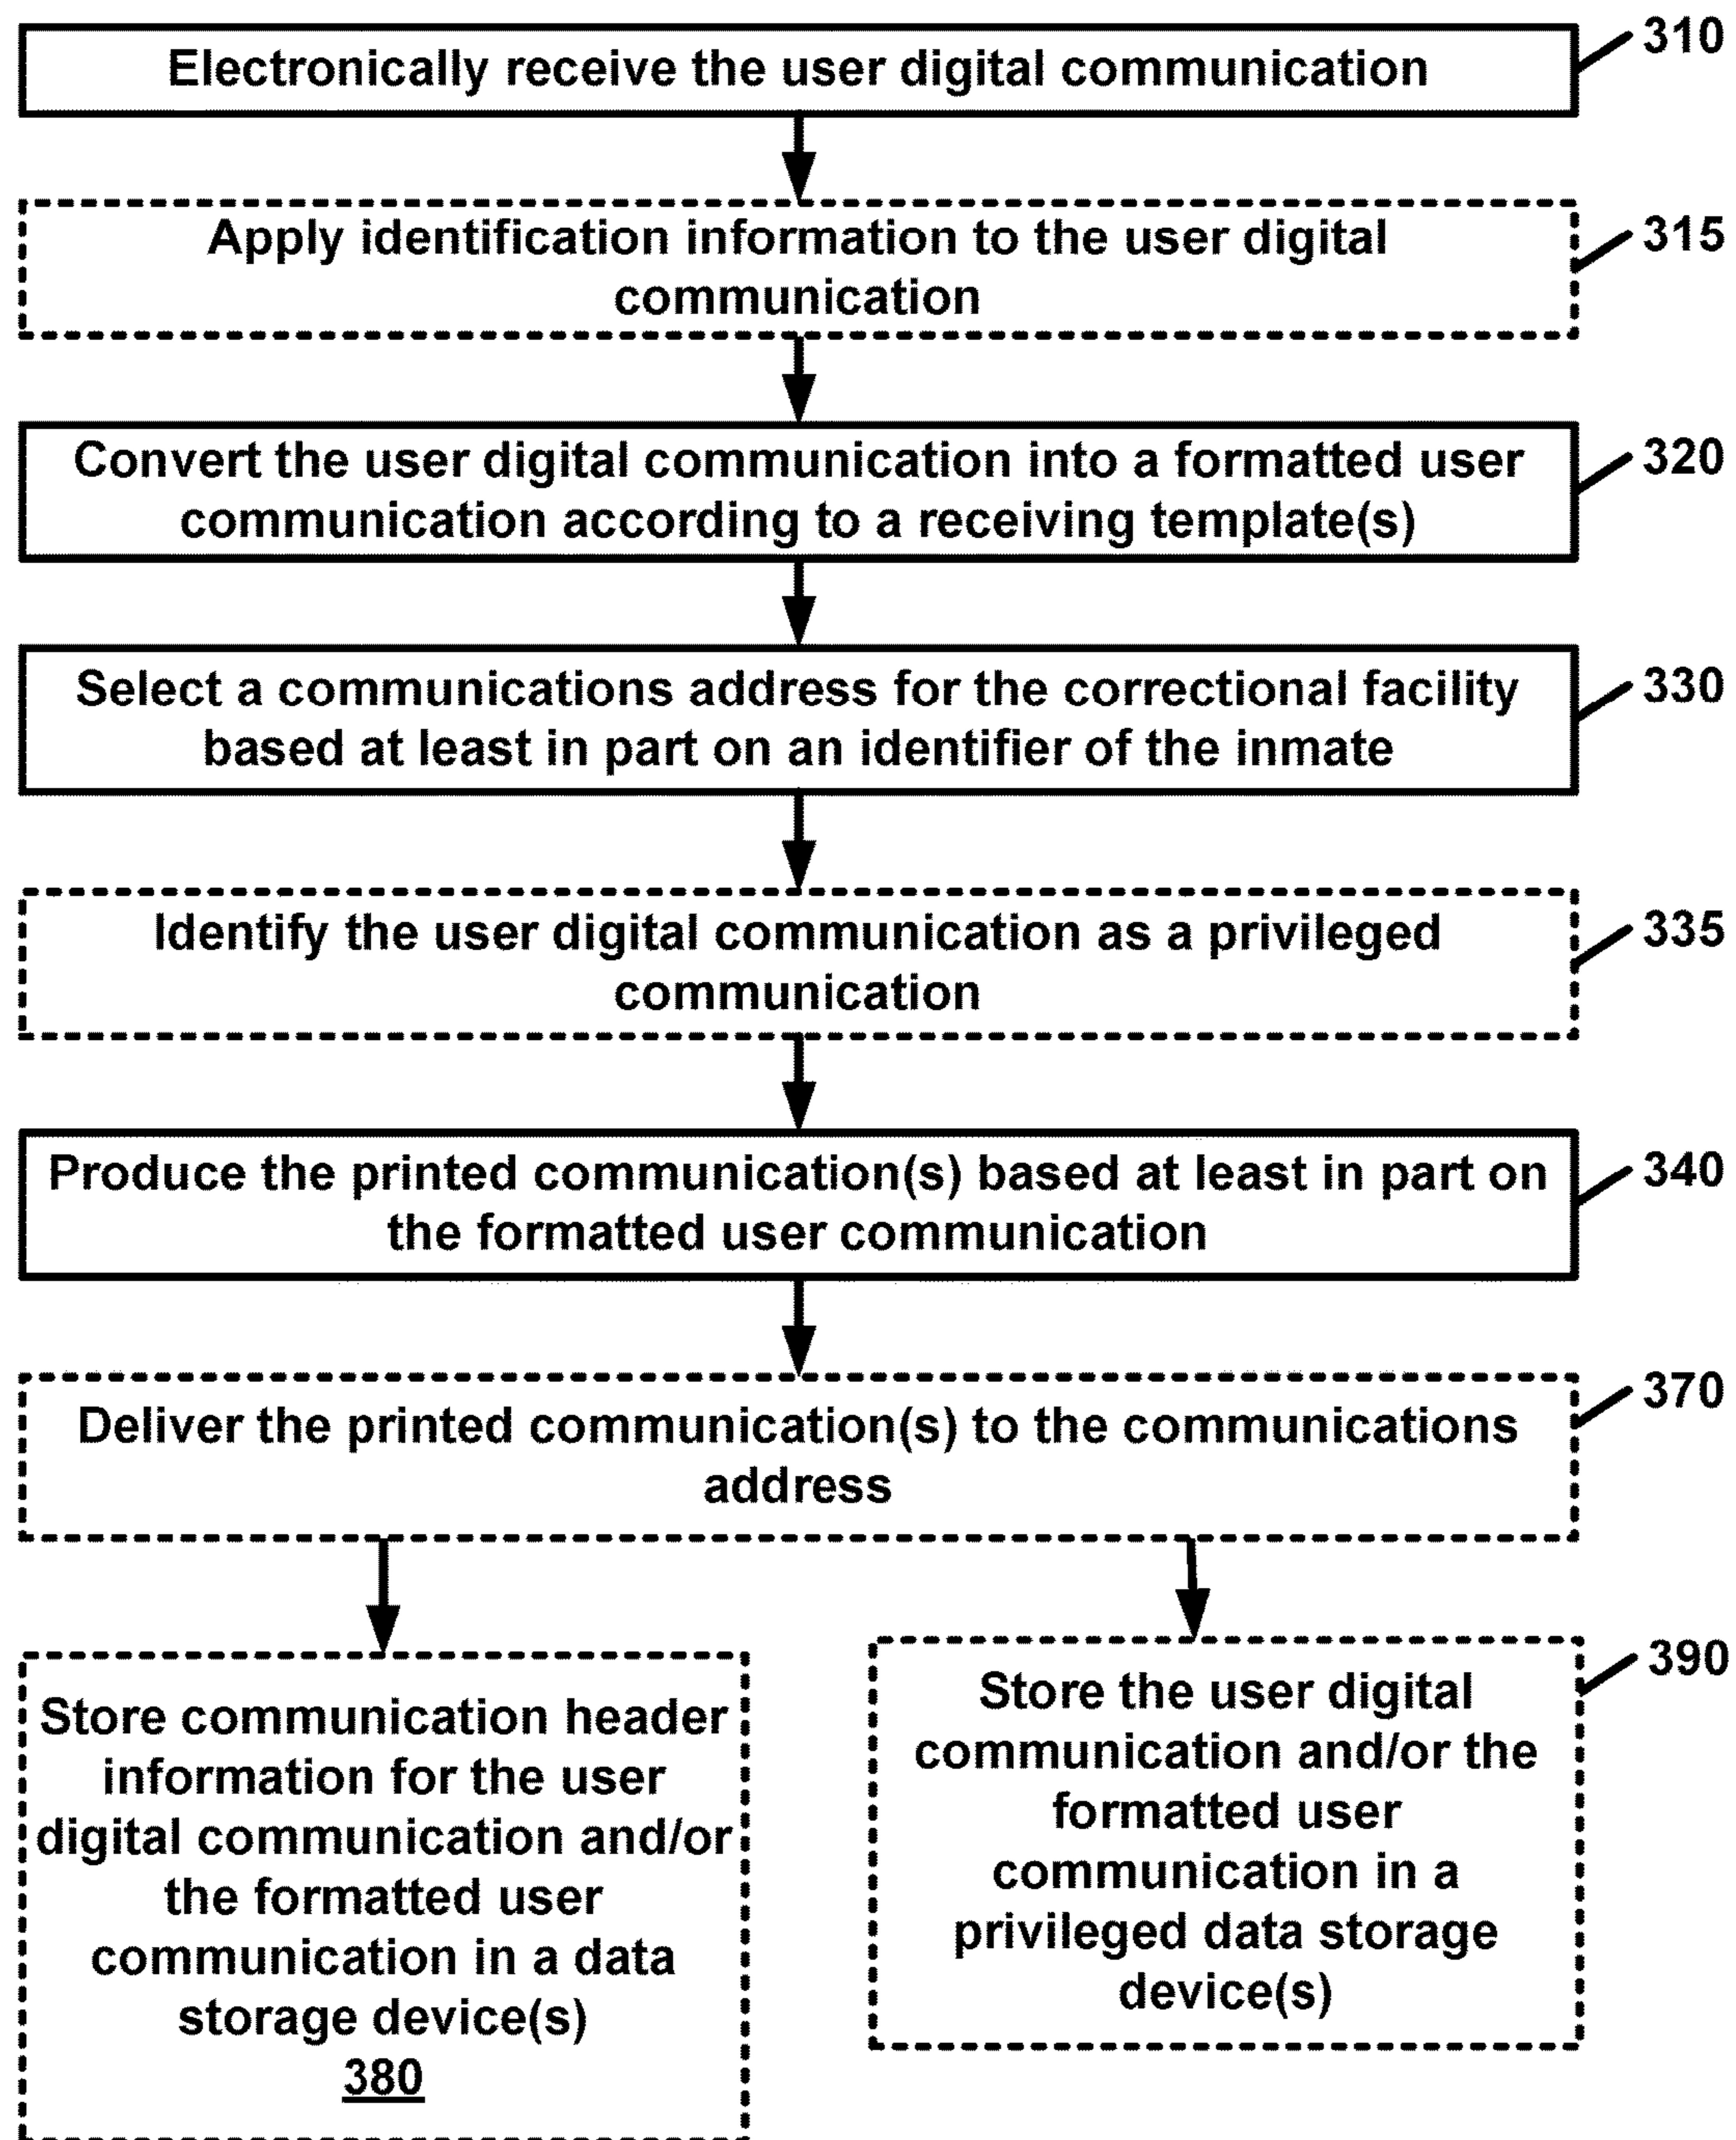 Electronically receive the user digital communication
310
Apply identification information to the user digital
communication
315
Convert the user digital communication into a formatted user
communication according to a receiving template(s)
320
Select a communications address for the correctional facility
based at least in part on an identifier of the inmate
330
Identify the user digital communication as a privileged
communication
335
Produce the printed communication(s) based at least in part on
the formatted user communication
340
Deliver the printed communication(s) to the communications
address
370
Store communication header
information for the user
digital communication and/or
the formatted user
communication in a data
storage device(s)
380
Store the user digital
communication and/or the
formatted user
communication in a
privileged data storage
device(s)
390